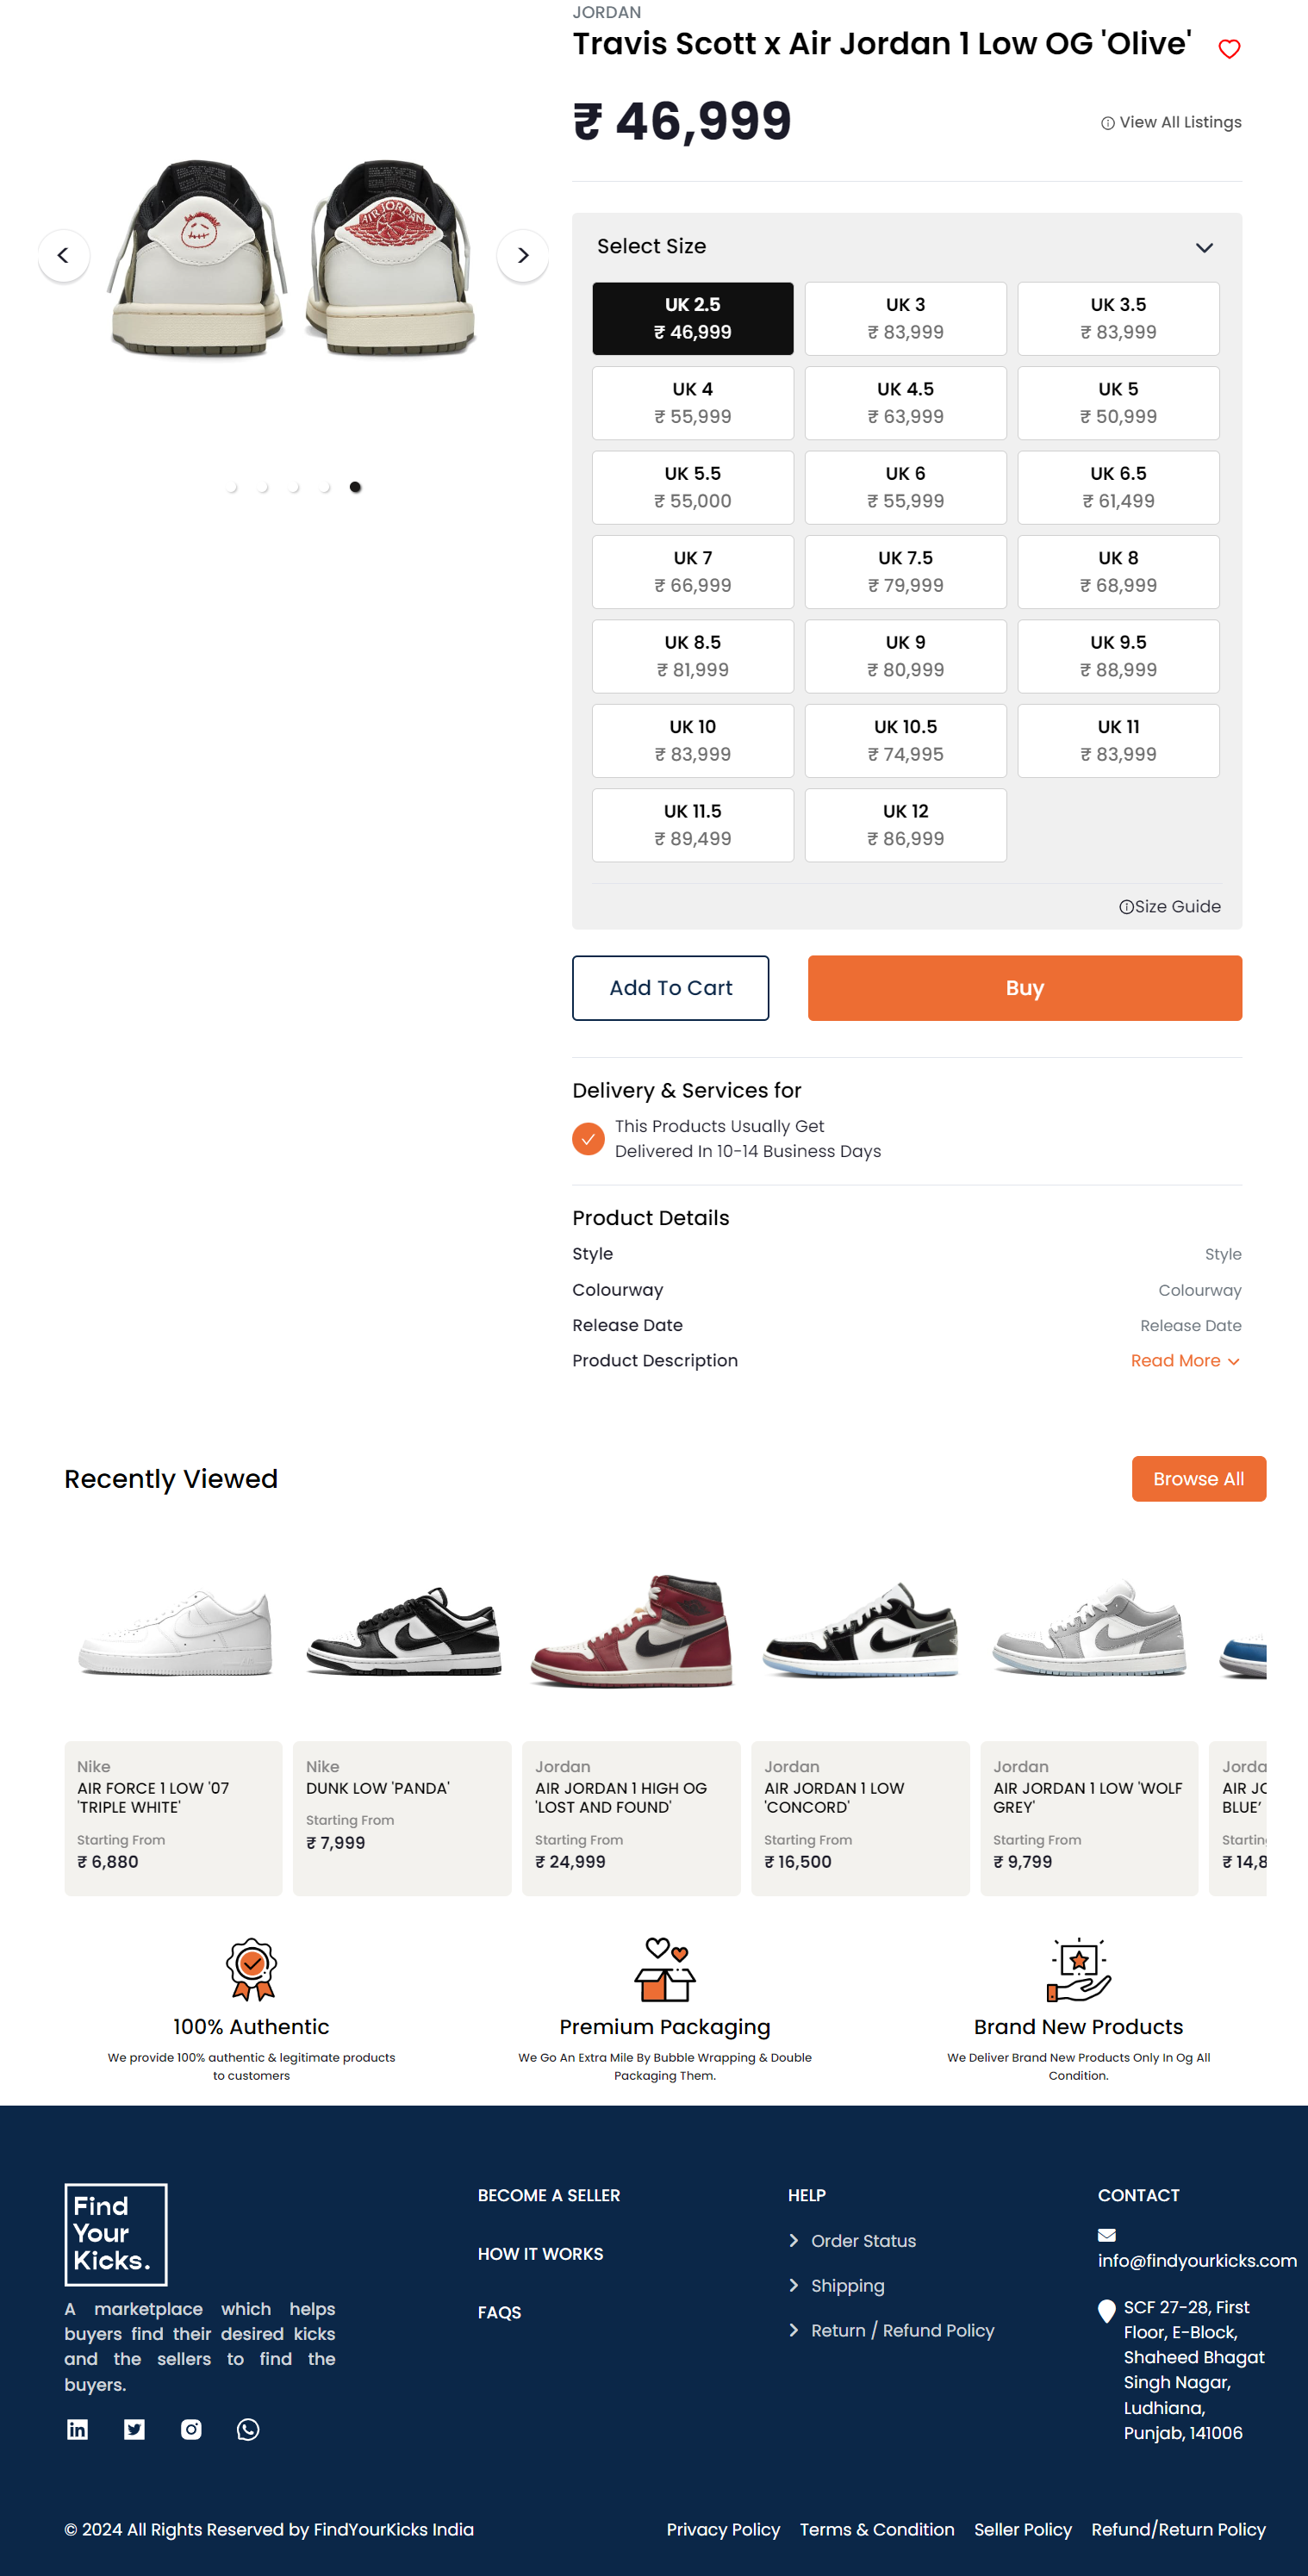 JORDAN
Travis Scott x Air Jordan 1 Low OG 'Olive'
₹ 46,999
View All Listings
AIR JORDAN
Select Size
UK 2.5
₹ 46,999
UK 3
₹ 83,999
UK 3.5
₹ 83,999
UK 4
₹ 55,999
UK 4.5
₹ 63,999
UK 5
₹ 50,999
UK 5.5
₹ 55,000
UK 6
₹ 55,999
UK 6.5
₹ 61,499
UK 7
₹ 66,999
UK 7.5
₹ 79,999
UK 8
₹ 68,999
UK 8.5
₹ 81,999
UK 9
₹ 80,999
UK 9.5
₹ 88,999
UK 10
₹ 83,999
UK 10.5
₹ 74,995
UK 11
₹ 83,999
UK 11.5
₹ 89,499
UK 12
₹ 86,999
Size Guide
Add To Cart
Buy
Delivery & Services for
This Products Usually Get
Delivered In 10-14 Business Days
Product Details
Style
Style
Colourway
Colourway
Release Date
Release Date
Product Description
Read More
Recently Viewed
Browse All
Nike
AIR FORCE 1 LOW '07
'TRIPLE WHITE'
Starting From
₹ 6,880
Nike
DUNK LOW 'PANDA'
Starting From
₹ 7,999
Jordan
AIR JORDAN 1 HIGH OG
'LOST AND FOUND'
Starting From
₹ 24,999
Jordan
AIR JORDAN 1 LOW
'CONCORD'
Starting From
₹ 16,500
Jordan
AIR JORDAN 1 LOW 'WOLF
GREY'
Starting From
₹ 9,799
Jorda
AIR JO
BLUE'
Starting
₹ 14,8
100% Authentic
We provide 100% authentic & legitimate products
to customers
Premium Packaging
We Go An Extra Mile By Bubble Wrapping & Double
Packaging Them.
Brand New Products
We Deliver Brand New Products Only In Og All
Condition.
Find
Your
Kicks.
A marketplace which helps
buyers find their desired kicks
and the sellers to find the
buyers.
BECOME A SELLER
HOW IT WORKS
FAQS
HELP
Order Status
Shipping
Return / Refund Policy
CONTACT
info@findyourkicks.com
SCF 27-28, First
Floor, E-Block,
Shaheed Bhagat
Singh Nagar,
Ludhiana,
Punjab, 141006
© 2024 All Rights Reserved by FindYourKicks India
Privacy Policy
Terms & Condition
Seller Policy
Refund/Return Policy